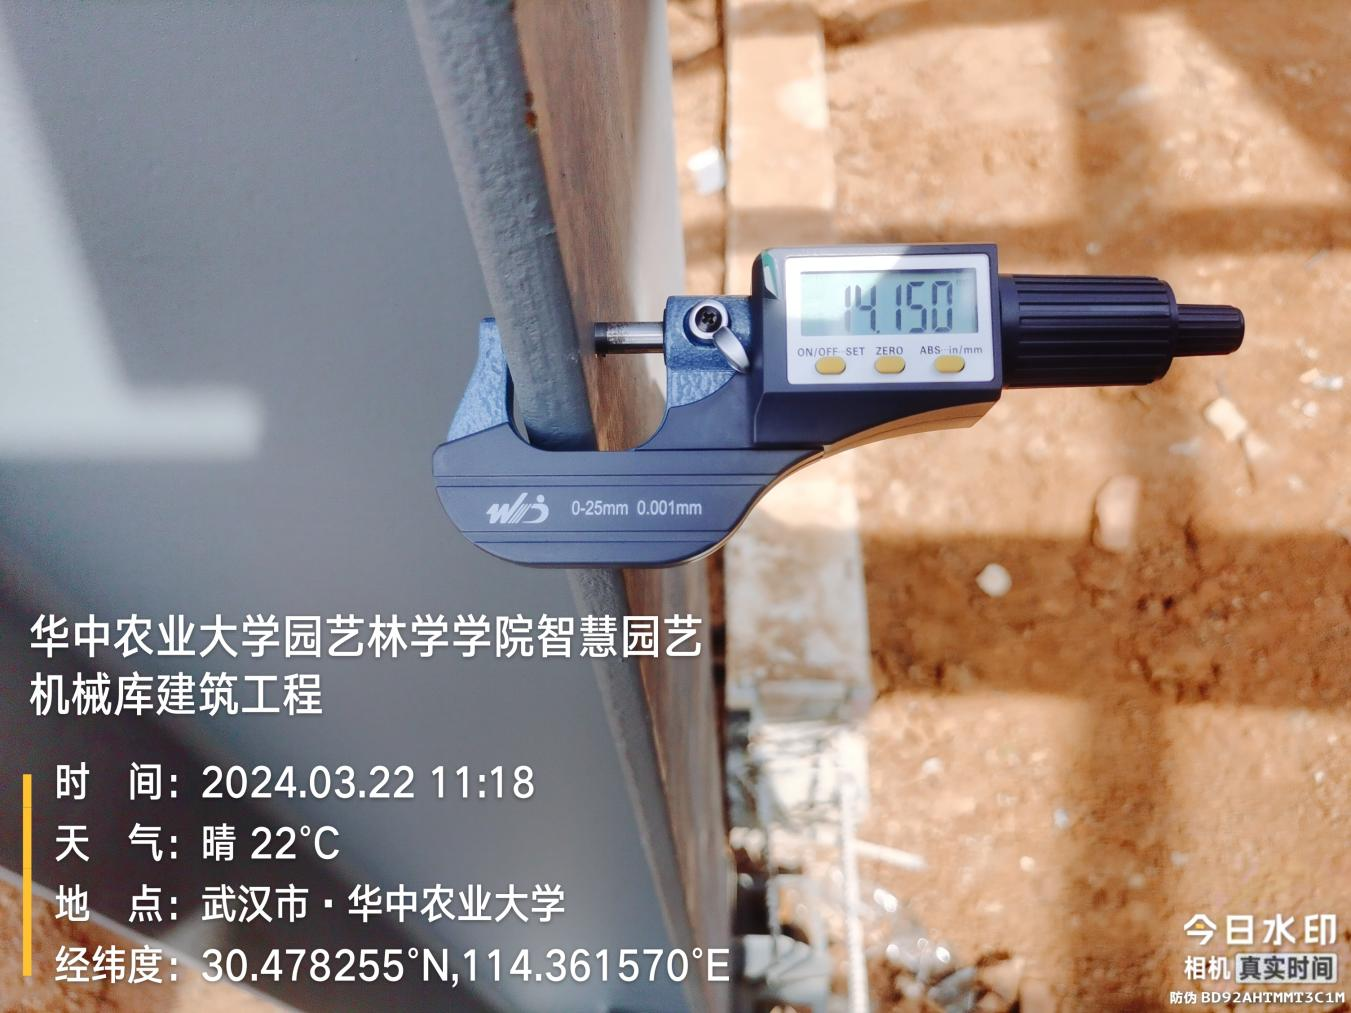 14.150
ON/OFF SET ZERO ABS in/mm
0-25mm 0.001mm
华中农业大学园艺林学学院智慧园艺
机械库建筑工程
时 间：2024.03.22 11:18
天 气：晴 22°C
地 点：武汉市·华中农业大学
经纬度：30.478255°N,114.361570°E
今日水印
相机 真实时间
防伪 BD92AHTMMT3C1M